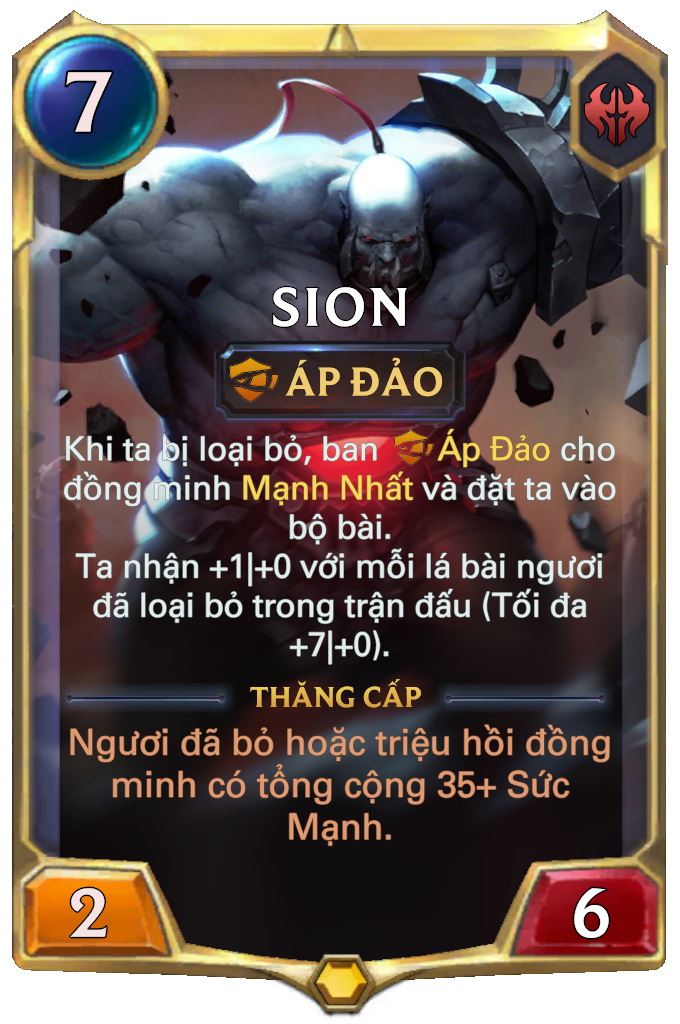 7
SION
ÁP ĐẢO
Khi ta bị loại bỏ, ban Áp Đảo cho
đồng minh Mạnh Nhất và đặt ta vào
bộ bài.
Ta nhận +1|+0 với mỗi lá bài ngươi
đã loại bỏ trong trận đấu (Tối đa
+7|+0).
THĂNG CẤP
Ngươi đã bỏ hoặc triệu hồi đồng
minh có tổng cộng 35+ Sức
Mạnh.
2
6